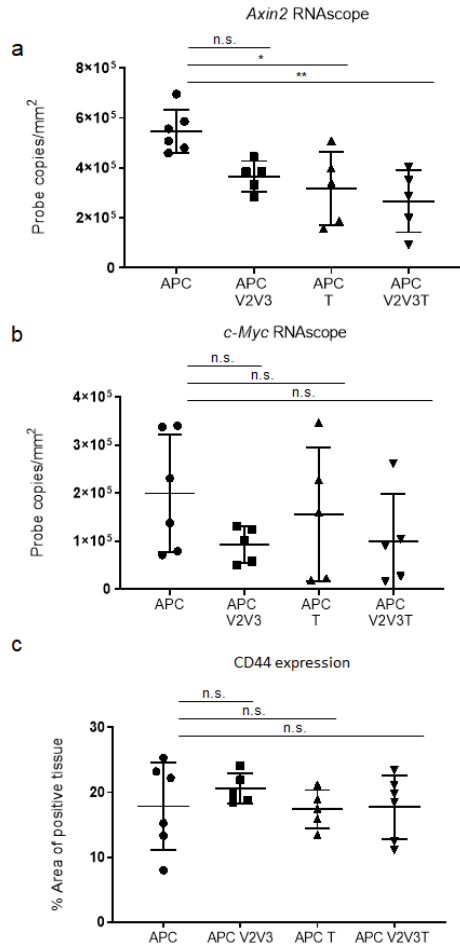 Axin2 RNAscope
a
n.s.
*
**
8×10⁵
6×10⁵
4×10⁵
2×10⁵
0
Probe copies/mm²
APC
APC V2V3
APC T
APC V2V3T
b
c-Myc RNAscope
n.s.
n.s.
n.s.
4×10⁵
3×10⁵
2×10⁵
1×10⁵
0
Probe copies/mm²
APC
APC V2V3
APC T
APC V2V3T
c
CD44 expression
n.s.
n.s.
n.s.
30
20
10
0
% Area of positive tissue
APC
APC V2V3
APC T
APC V2V3T